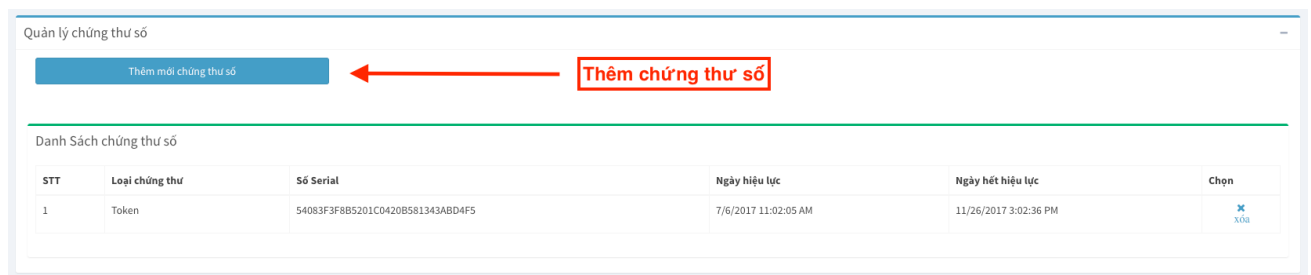 Quản lý chứng thư số
Thêm mới chứng thư số
Thêm chứng thư số
Danh Sách chứng thư số
STT Loại chứng thư Số Serial Ngày hiệu lực Ngày hết hiệu lực Chọn
1 Token 54083F3F8B5201C0420B581343ABD4F5 7/6/2017 11:02:05 AM 11/26/2017 3:02:36 PM
xóa